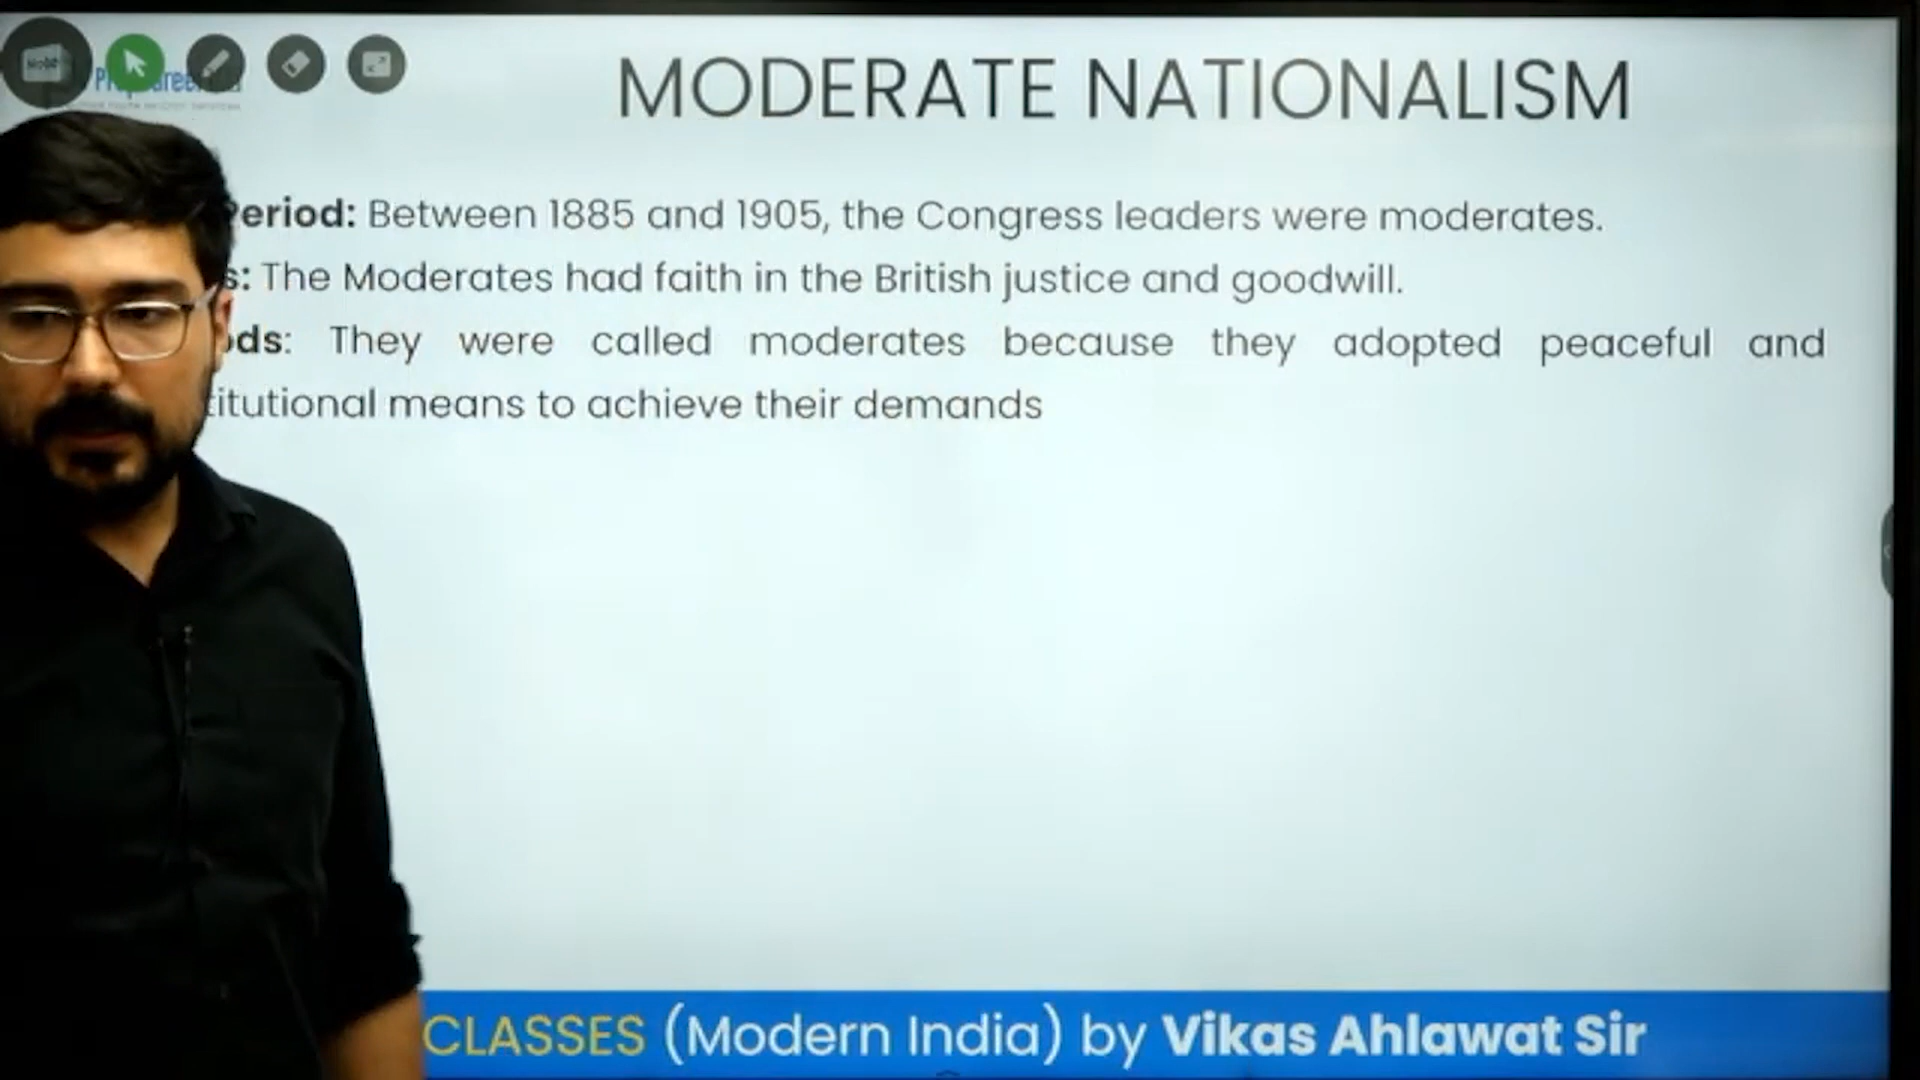 MODERATE NATIONALISM
Period: Between 1885 and 1905, the Congress leaders were moderates.
s: The Moderates had faith in the British justice and goodwill.
ds: They were called moderates because they adopted peaceful and
titutional means to achieve their demands
CLASSES (Modern India) by Vikas Ahlawat Sir